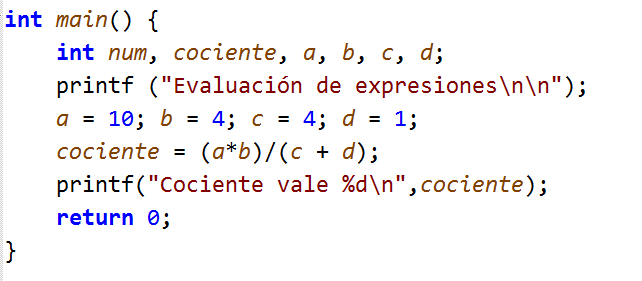 int main() {
    int num, cociente, a, b, c, d;
    printf ("Evaluación de expresiones\n\n");
    a = 10; b = 4; c = 4; d = 1;
    cociente = (a*b)/(c + d);
    printf("Cociente vale %d\n",cociente);
    return 0;
}